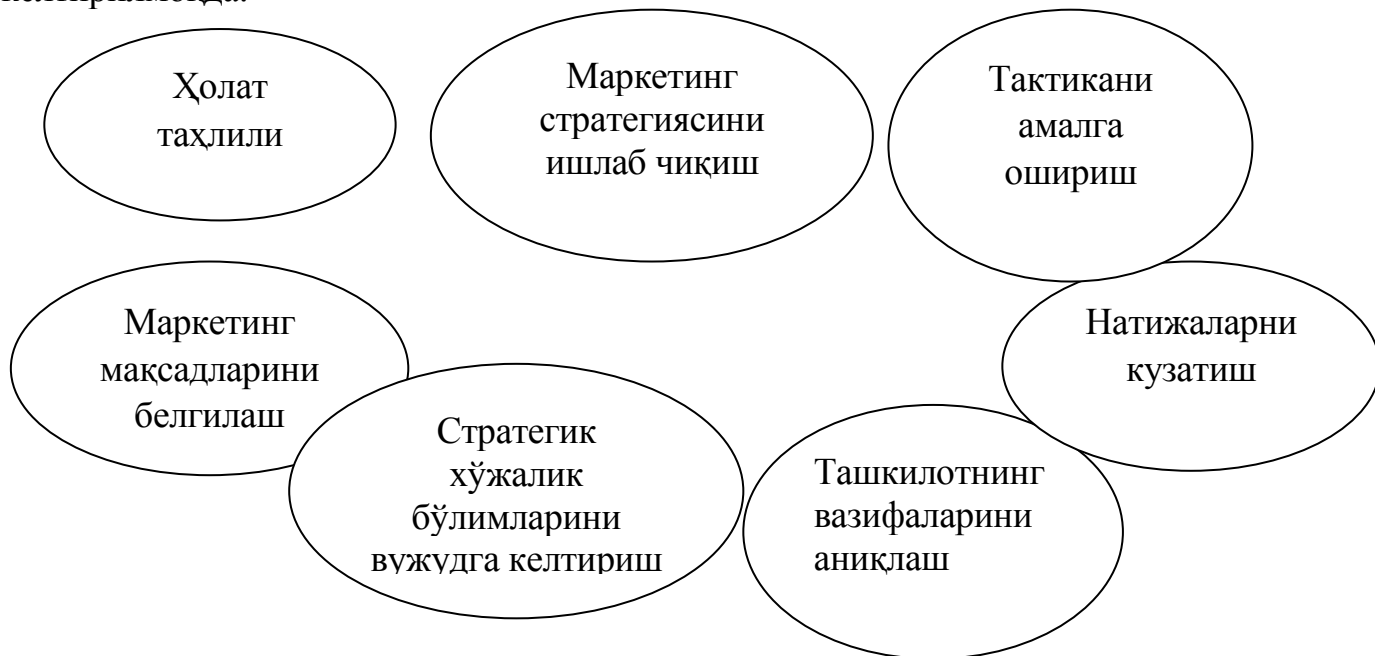 келтирилмоқда.
Ҳолат
таҳлили
Маркетинг
стратегиясини
ишлаб чиқиш
Тактикани
амалга
ошириш
Маркетинг
мақсадларини
белгилаш
Стратегик
хўжалик
бўлимларини
вужудга келтириш
Ташкилотнинг
вазифаларини
аниқлаш
Натижаларни
кузатиш